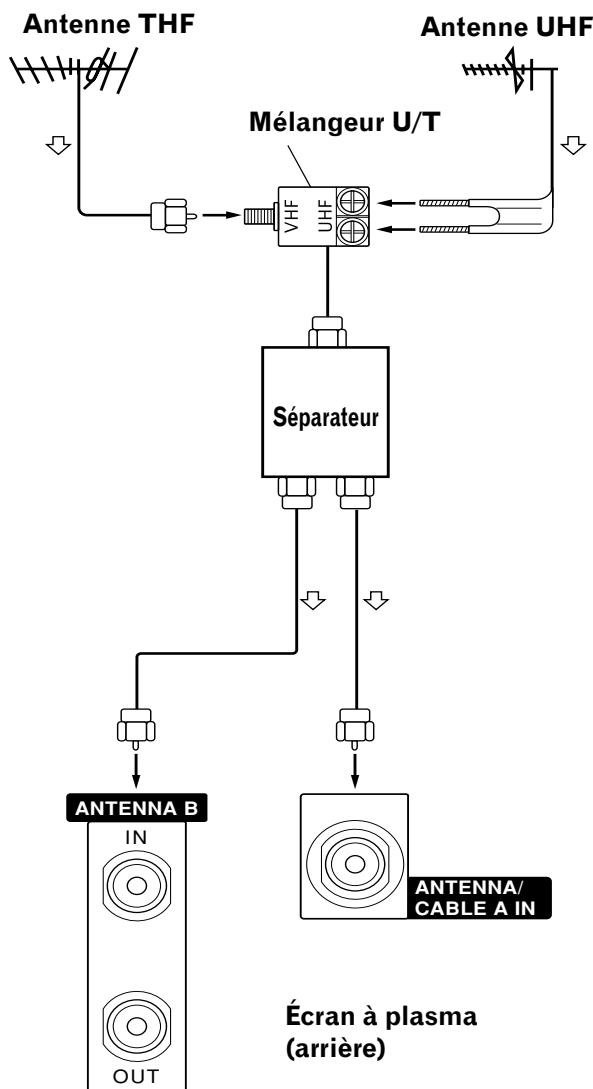 Antenne THF
Antenne UHF
Mélangeur U/T
VHF
UHF
Séparateur
ANTENNA B
IN
OUT
ANTENNA/
CABLE A IN
Écran à plasma
(arrière)